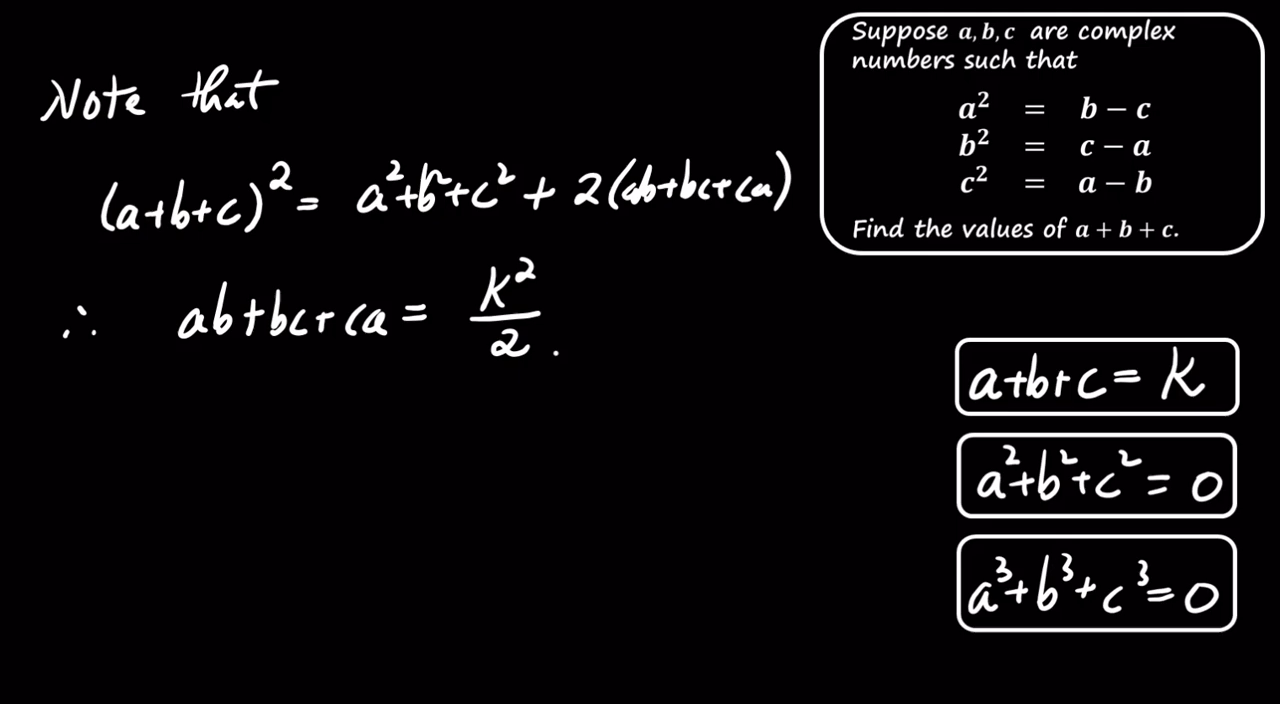 Note that
(a+b+c)² = a²+b²+c² + 2(ab+bc+ca)
∴ ab+bc+ca = k²/2.
Suppose a, b, c are complex
numbers such that
a² = b − c
b² = c − a
c² = a − b
Find the values of a + b + c.
a+b+c = k
a²+b²+c² = 0
a³+b³+c³ = 0